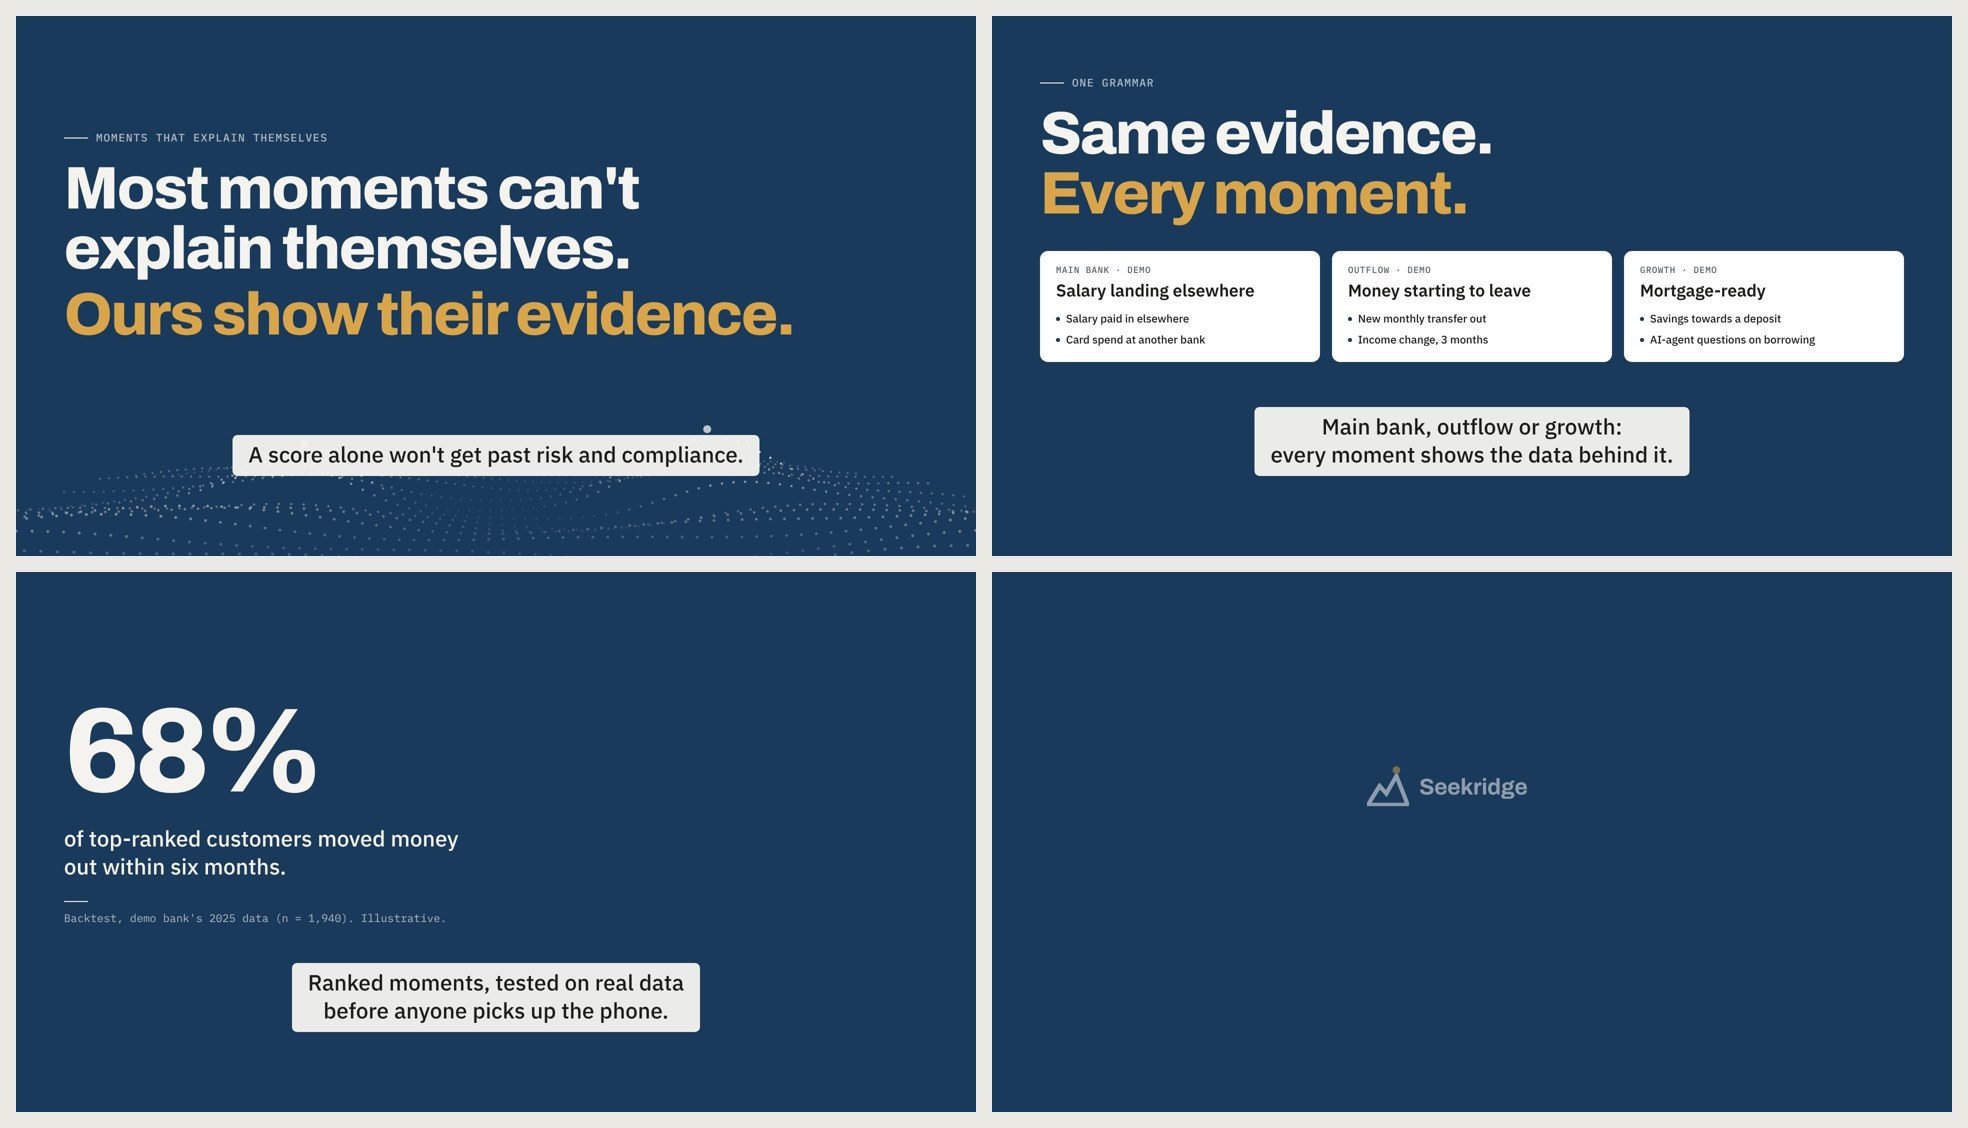 MOMENTS THAT EXPLAIN THEMSELVES
Most moments can't
explain themselves.
Ours show their evidence.
A score alone won't get past risk and compliance.
ONE GRAMMAR
Same evidence.
Every moment.
MAIN BANK · DEMO
Salary landing elsewhere
• Salary paid in elsewhere
• Card spend at another bank
OUTFLOW · DEMO
Money starting to leave
• New monthly transfer out
• Income change, 3 months
GROWTH · DEMO
Mortgage-ready
• Savings towards a deposit
• AI-agent questions on borrowing
Main bank, outflow or growth:
every moment shows the data behind it.
68%
of top-ranked customers moved money
out within six months.
Backtest, demo bank's 2025 data (n = 1,940). Illustrative.
Ranked moments, tested on real data
before anyone picks up the phone.
Seekridge